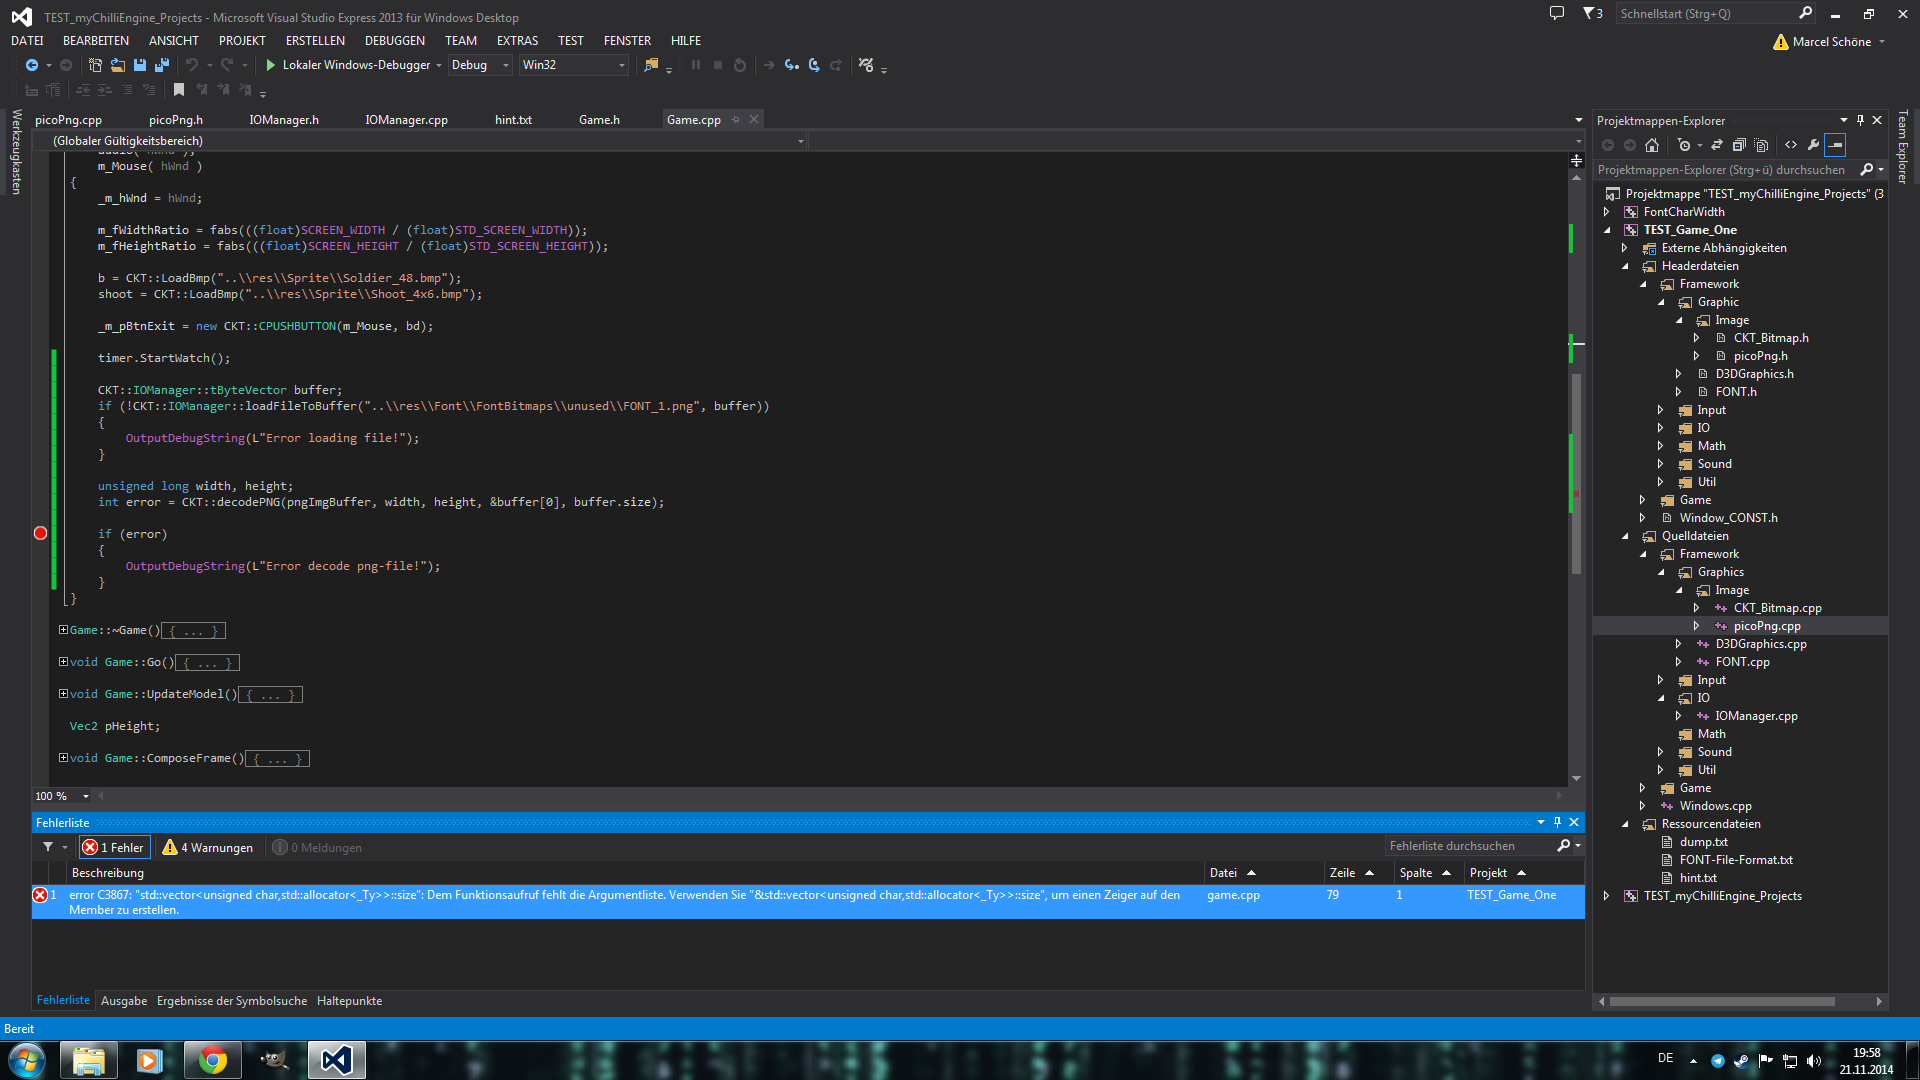 TEST_myChilliEngine_Projects - Microsoft Visual Studio Express 2013 für Windows Desktop
3
Schnellstart (Strg+Q)
DATEI BEARBEITEN ANSICHT PROJEKT ERSTELLEN DEBUGGEN TEAM EXTRAS TEST FENSTER HILFE
Marcel Schöne
Lokaler Windows-Debugger Debug Win32
Werkzeugkasten
picoPng.cpp picoPng.h IOManager.h IOManager.cpp hint.txt Game.h Game.cpp
(Globaler Gültigkeitsbereich)
m_Mouse( hWnd )
{
_m_hWnd = hWnd;
m_fWidthRatio = fabs(((float)SCREEN_WIDTH / (float)STD_SCREEN_WIDTH));
m_fHeightRatio = fabs(((float)SCREEN_HEIGHT / (float)STD_SCREEN_HEIGHT));
b = CKT::LoadBmp("..\\res\\Sprite\\Soldier_48.bmp");
shoot = CKT::LoadBmp("..\\res\\Sprite\\Shoot_4x6.bmp");
_m_pBtnExit = new CKT::CPUSHBUTTON(m_Mouse, bd);
timer.StartWatch();
CKT::IOManager::tByteVector buffer;
if (!CKT::IOManager::loadFileToBuffer("..\\res\\Font\\FontBitmaps\\unused\\FONT_1.png", buffer))
{
OutputDebugString(L"Error loading file!");
}
unsigned long width, height;
int error = CKT::decodePNG(pngImgBuffer, width, height, &buffer[0], buffer.size);
if (error)
{
OutputDebugString(L"Error decode png-file!");
}
}
Game::~Game(){ ... }
void Game::Go(){ ... }
void Game::UpdateModel(){ ... }
Vec2 pHeight;
void Game::ComposeFrame(){ ... }
100 %
Fehlerliste
1 Fehler 4 Warnungen 0 Meldungen
Fehlerliste durchsuchen
Beschreibung Datei Zeile Spalte Projekt
1 error C3867: "std::vector<unsigned char,std::allocator<_Ty>>::size": Dem Funktionsaufruf fehlt die Argumentliste. Verwenden Sie "&std::vector<unsigned char,std::allocator<_Ty>>::size", um einen Zeiger auf den game.cpp 79 1 TEST_Game_One
Member zu erstellen.
Fehlerliste Ausgabe Ergebnisse der Symbolsuche Haltepunkte
Projektmappen-Explorer
Projektmappen-Explorer (Strg+ü) durchsuchen
Projektmappe "TEST_myChilliEngine_Projects" (3
FontCharWidth
TEST_Game_One
Externe Abhängigkeiten
Headerdateien
Framework
Graphic
Image
CKT_Bitmap.h
picoPng.h
D3DGraphics.h
FONT.h
Input
IO
Math
Sound
Util
Game
Window_CONST.h
Quelldateien
Framework
Graphics
Image
CKT_Bitmap.cpp
picoPng.cpp
D3DGraphics.cpp
FONT.cpp
Input
IO
IOManager.cpp
Math
Sound
Util
Game
Windows.cpp
Ressourcendateien
dump.txt
FONT-File-Format.txt
hint.txt
TEST_myChilliEngine_Projects
Team Explorer
Bereit
DE
19:58
21.11.2014